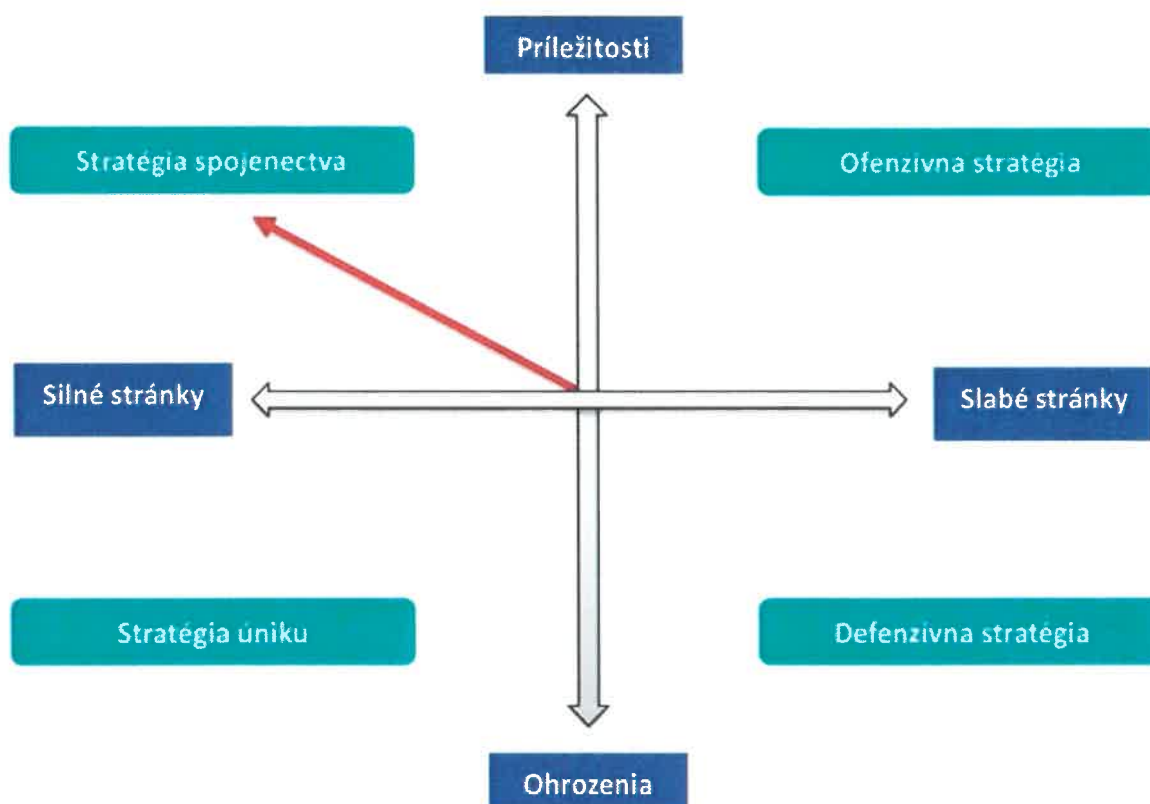 Príležitosti
Stratégia spojenectva
Ofenzívna stratégia
Silné stránky
Slabé stránky
Stratégia úniku
Defenzívna stratégia
Ohrozenia